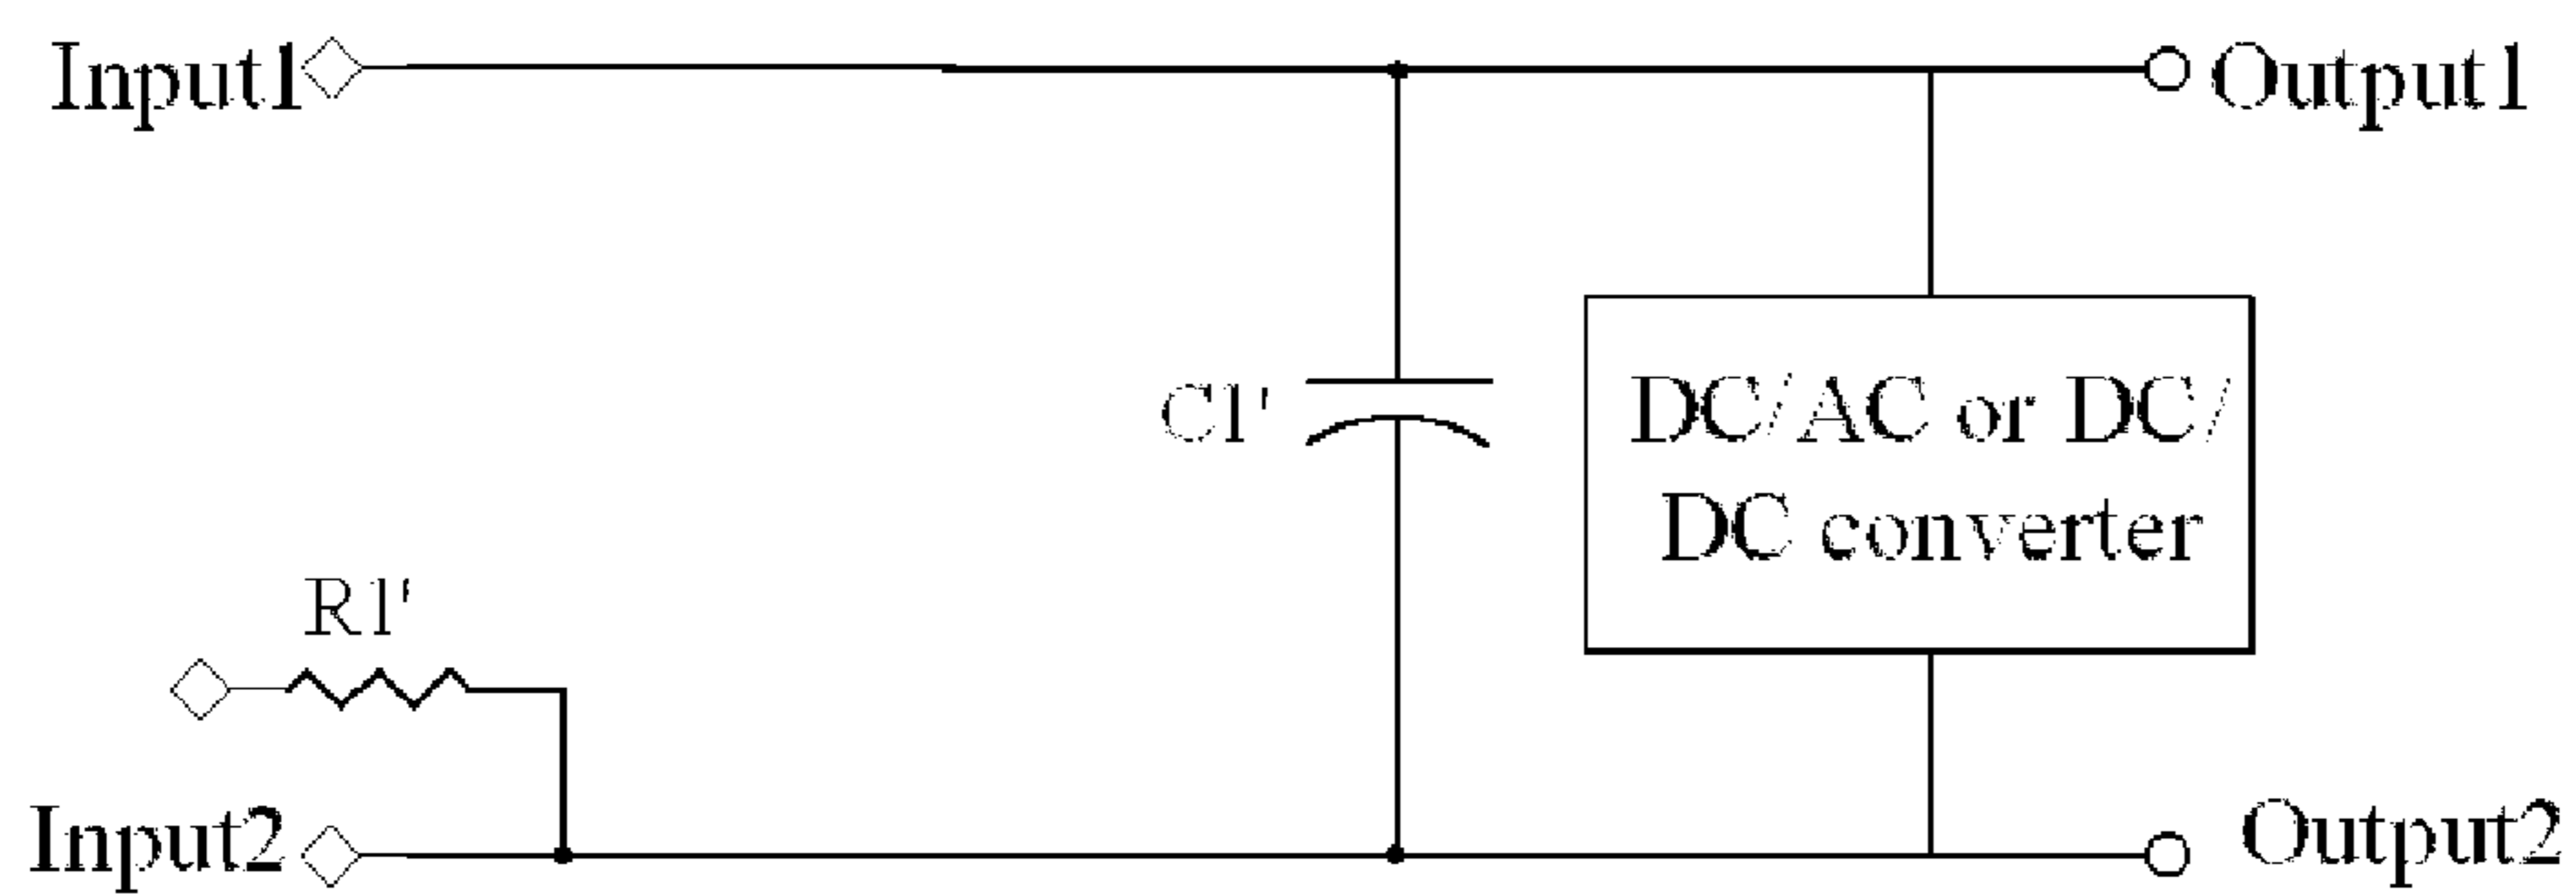 Input1
Output1
C1'
DC/AC or DC/
DC converter
R1'
Input2
Output2